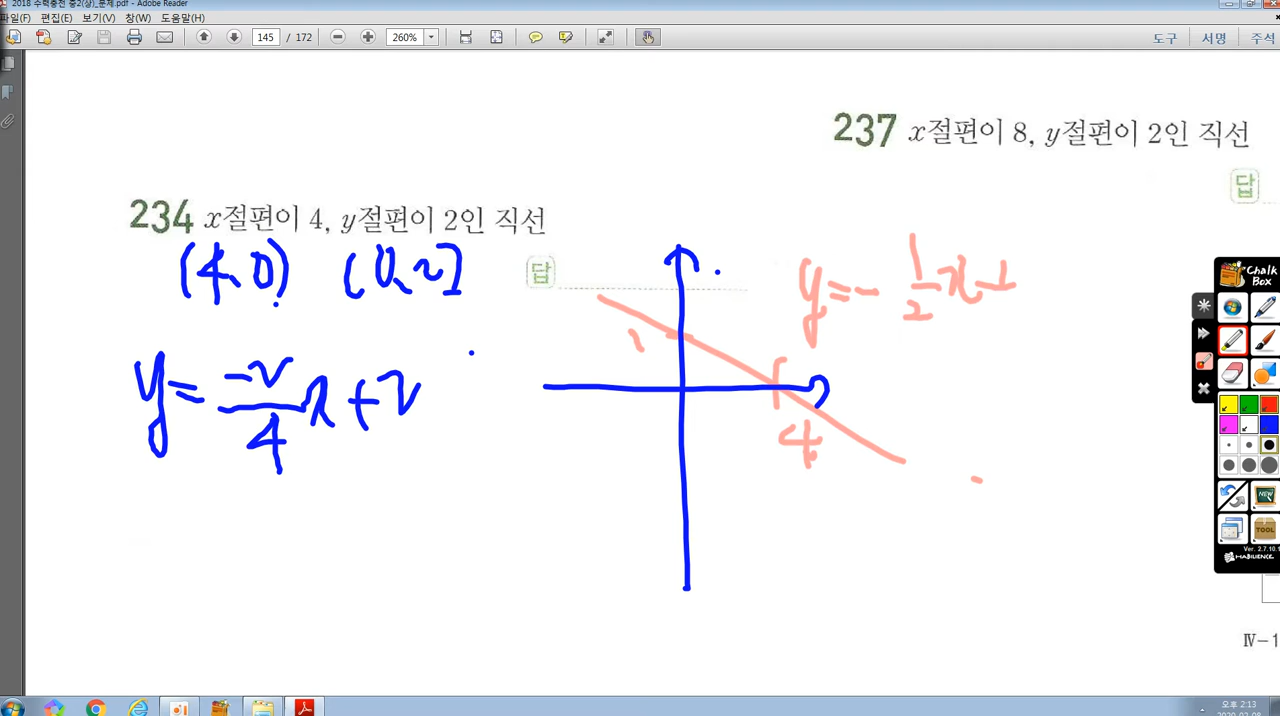 2018 수력충전 중2(상)_문제.pdf - Adobe Reader
파일(F) 편집(E) 보기(V) 창(W) 도움말(H)
145 / 172 260% 도구 서명 주석
237 x절편이 8, y절편이 2인 직선
답
234 x절편이 4, y절편이 2인 직선
(4, 0) (0, 2)
답
y=-\frac{1}{2}x
y=\frac{-2}{4}x+2
4
Chalk Box
NEW
TOOL
Ver. 2.7.10.1
HABILIENCE
IV-1
오후 2:13